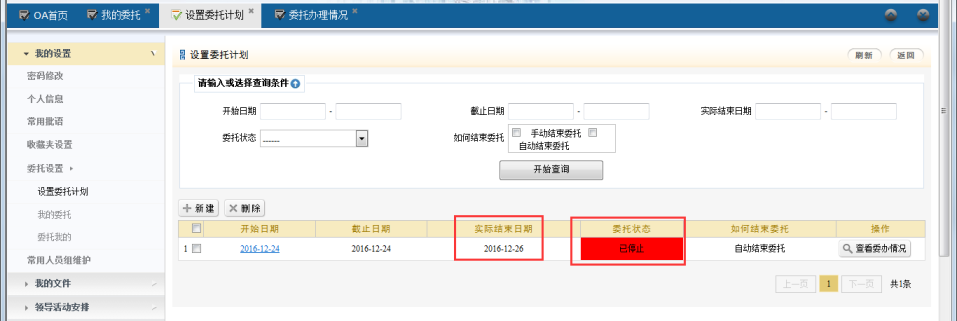 OA首页 我的委托 × 设置委托计划 × 委托办理情况 ×
我的设置
密码修改
个人信息
常用批语
收藏夹设置
委托设置
设置委托计划
我的委托
委托我的
常用人员组维护
我的文件
领导活动安排
设置委托计划 刷新 返回
请输入或选择查询条件
开始日期 - 截止日期 - 实际结束日期 -
委托状态 ------ 如何结束委托 手动结束委托
自动结束委托
开始查询
新建 删除
开始日期 截止日期 实际结束日期 委托状态 如何结束委托 操作
1 2016-12-24 2016-12-24 2016-12-26 已停止 自动结束委托 查看委办情况
上一页 1 下一页 共1条